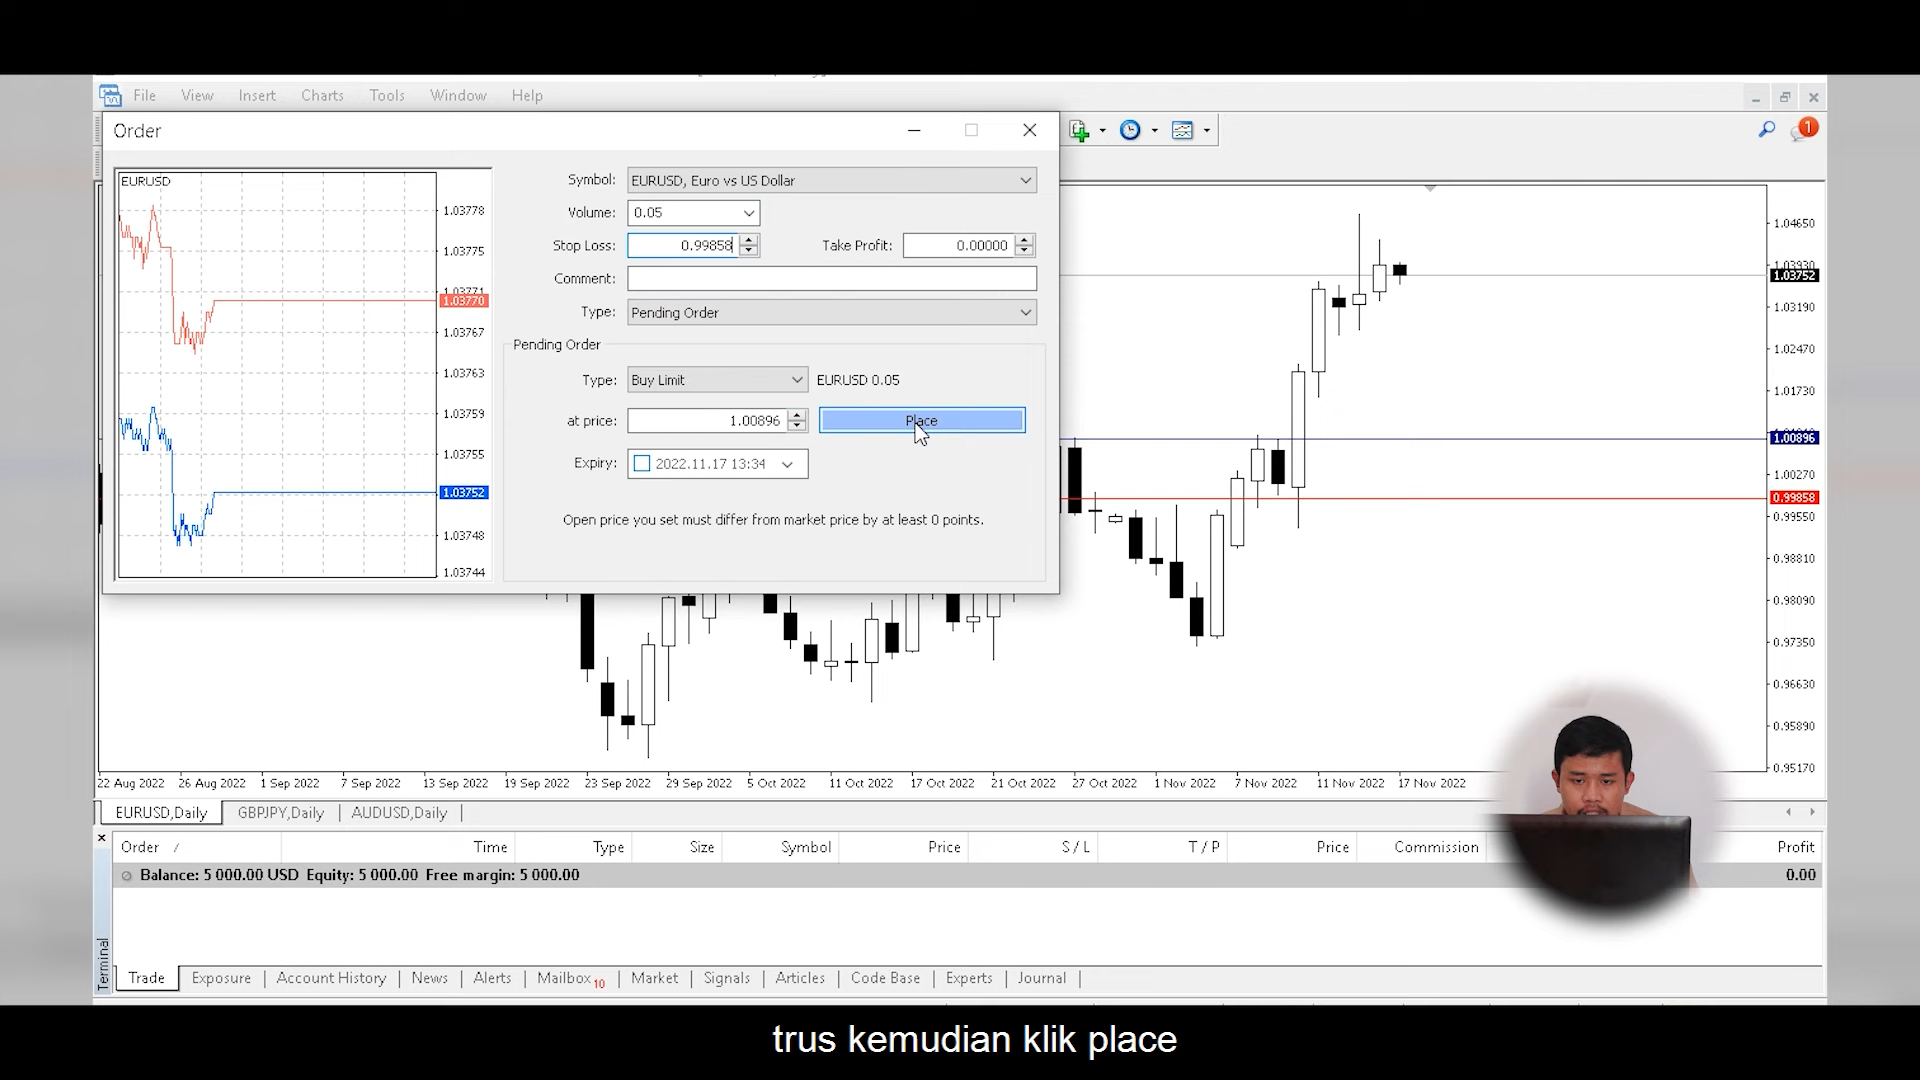 File View Insert Charts Tools Window Help
Order
1
EURUSD
1.03778
1.03775
1.03771
1.03770
1.03767
1.03763
1.03759
1.03755
1.03752
1.03748
1.03744
Symbol: EURUSD, Euro vs US Dollar
Volume: 0.05
Stop Loss: 0.99858 Take Profit: 0.00000
Comment:
Type: Pending Order
Pending Order
Type: Buy Limit EURUSD 0.05
at price: 1.00896 Place
Expiry: 2022.11.17 13:34
Open price you set must differ from market price by at least 0 points.
1.04650
1.03930
1.03752
1.03190
1.02470
1.01730
1.00896
1.00270
0.99858
0.99550
0.98810
0.98090
0.97350
0.96630
0.95890
0.95170
22 Aug 2022 26 Aug 2022 1 Sep 2022 7 Sep 2022 13 Sep 2022 19 Sep 2022 23 Sep 2022 29 Sep 2022 5 Oct 2022 11 Oct 2022 17 Oct 2022 21 Oct 2022 27 Oct 2022 1 Nov 2022 7 Nov 2022 11 Nov 2022 17 Nov 2022
EURUSD,Daily GBPJPY,Daily AUDUSD,Daily
Order / Time Type Size Symbol Price S / L T / P Price Commission Profit
Balance: 5 000.00 USD Equity: 5 000.00 Free margin: 5 000.00 0.00
Terminal
Trade Exposure Account History News Alerts Mailbox 10 Market Signals Articles Code Base Experts Journal
trus kemudian klik place